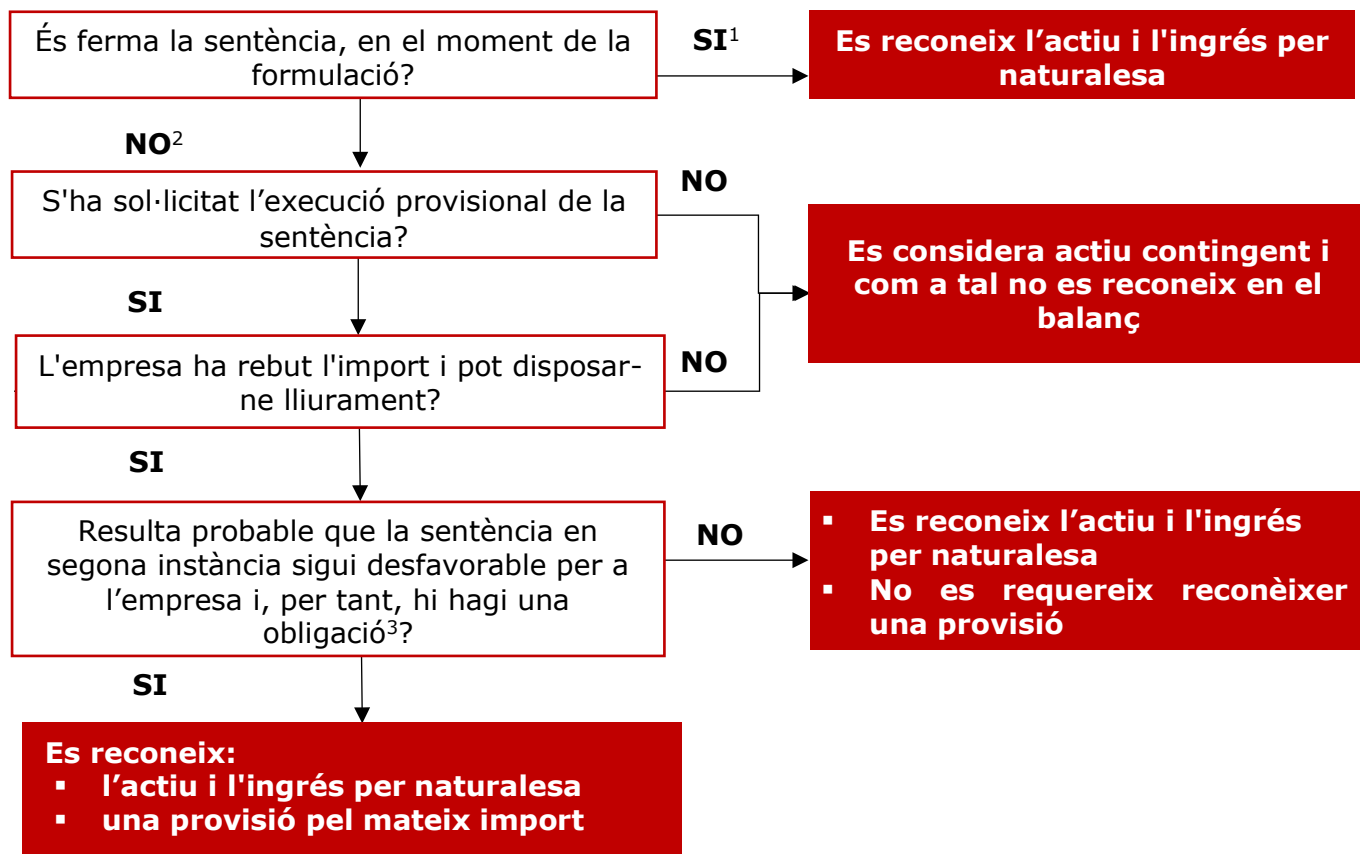 És ferma la sentència, en el moment de la
formulació?
SI¹
Es reconeix l’actiu i l'ingrés per
naturalesa
NO²
S'ha sol·licitat l’execució provisional de la
sentència?
NO
Es considera actiu contingent i
com a tal no es reconeix en el
balanç
SI
L'empresa ha rebut l'import i pot disposar-
ne lliurament?
NO
SI
Resulta probable que la sentència en
segona instància sigui desfavorable per a
l’empresa i, per tant, hi hagi una
obligació³?
NO
▪ Es reconeix l’actiu i l'ingrés
per naturalesa
▪ No es requereix reconèixer
una provisió
SI
Es reconeix:
▪ l’actiu i l'ingrés per naturalesa
▪ una provisió pel mateix import